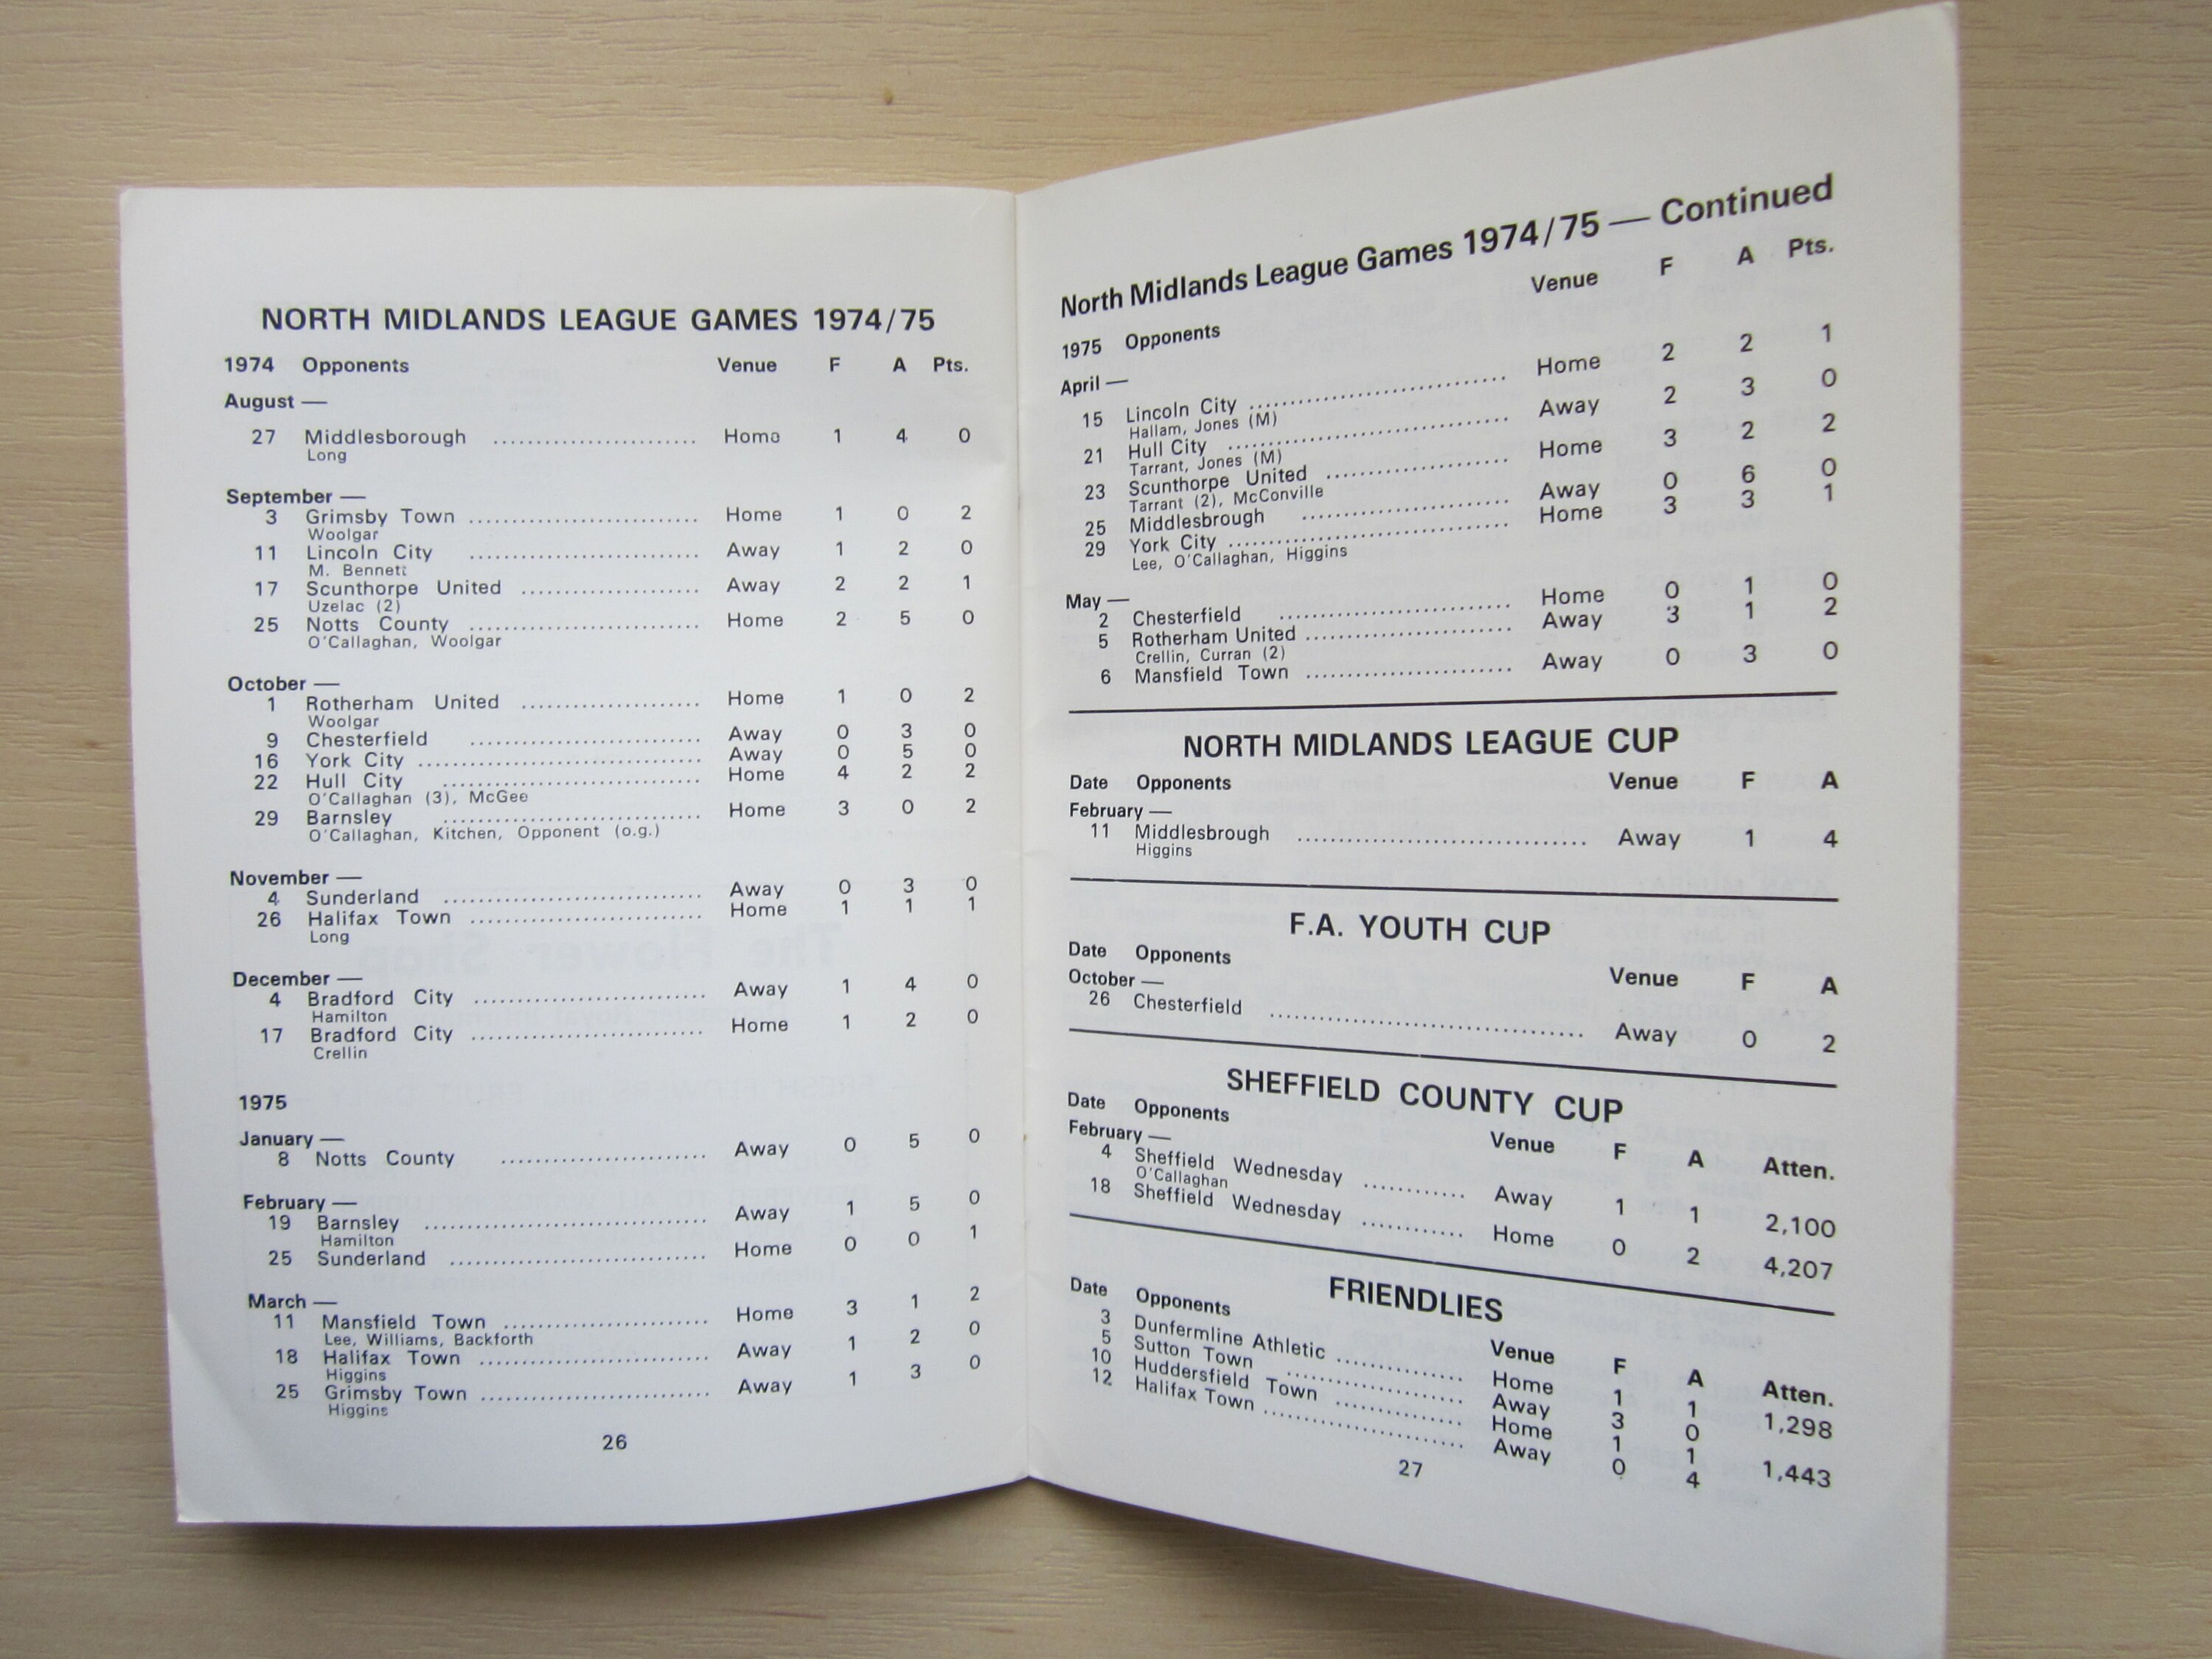 NORTH MIDLANDS LEAGUE GAMES 1974/75
1974 Opponents Venue F A Pts.
August —
27 Middlesborough ........................ Home 1 4 0
Long
September —
3 Grimsby Town ........................... Home 1 0 2
Woolgar
11 Lincoln City ........................... Away 1 2 0
M. Bennett
17 Scunthorpe United ..................... Away 2 2 1
Uzelac (2)
25 Notts County ........................... Home 2 5 0
O'Callaghan, Woolgar
October —
1 Rotherham United ..................... Home 1 0 2
Woolgar
9 Chesterfield ........................... Away 0 3 0
16 York City ................................. Away 0 5 0
22 Hull City .............................. Home 4 2 2
O'Callaghan (3), McGee
29 Barnsley .............................. Home 3 0 2
O'Callaghan, Kitchen, Opponent (o.g.)
November —
4 Sunderland ..................... Away 0 3 0
26 Halifax Town ........................... Home 1 1 1
Long
December —
4 Bradford City ........................... Away 1 4 0
Hamilton
17 Bradford City ........................... Home 1 2 0
Crellin
1975
January —
8 Notts County ........................ Away 0 5 0
February —
19 Barnsley ................................. Away 1 5 0
Hamilton
25 Sunderland .............................. Home 0 0 1
March —
11 Mansfield Town ........................ Home 3 1 2
Lee, Williams, Backforth
18 Halifax Town ........................... Away 1 2 0
Higgins
25 Grimsby Town ........................... Away 1 3 0
Higgins
26
North Midlands League Games 1974/75 — Continued
1975 Opponents Venue F A Pts.
April —
15 Lincoln City .............................. Home 2 2 1
Hallam, Jones (M)
21 Hull City ................................. Away 2 3 0
Tarrant, Jones (M)
23 Scunthorpe United ..................... Home 3 2 2
Tarrant (2), McConville
25 Middlesbrough ........................ Away 0 6 0
29 York City ................................. Home 3 3 1
Lee, O'Callaghan, Higgins
May —
2 Chesterfield ........................... Home 0 1 0
5 Rotherham United ........................ Away 3 1 2
Crellin, Curran (2)
6 Mansfield Town ........................ Away 0 3 0
NORTH MIDLANDS LEAGUE CUP
Date Opponents Venue F A
February —
11 Middlesbrough ................................. Away 1 4
Higgins
F.A. YOUTH CUP
Date Opponents Venue F A
October —
26 Chesterfield .................................... Away 0 2
SHEFFIELD COUNTY CUP
Date Opponents Venue F A Atten.
February —
4 Sheffield Wednesday ............ Away 1 1 2,100
O'Callaghan
18 Sheffield Wednesday ............ Home 0 2 4,207
FRIENDLIES
Date Opponents Venue F A Atten.
3 Dunfermline Athletic ............... Home 1 1 1,298
5 Sutton Town ..................... Away 3 0
10 Huddersfield Town ............... Home 1 1 1,443
12 Halifax Town ........................ Away 0 4
27